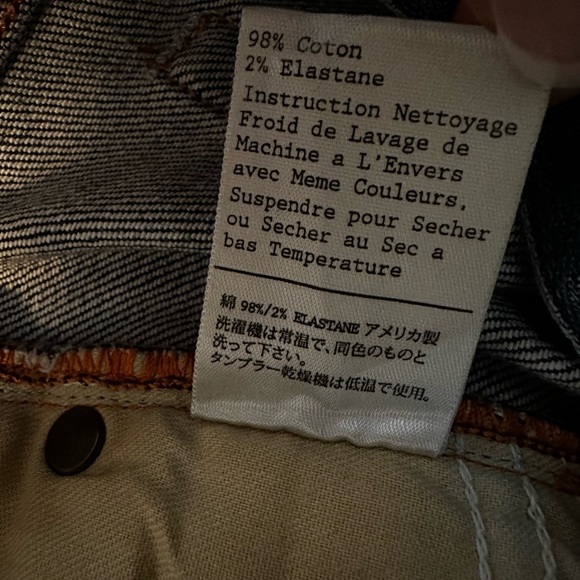 98% Coton
2% Elastane
Instruction Nettoyage
Froid de Lavage de
Machine a L'Envers
avec Meme Couleurs.
Suspendre pour Secher
ou Secher au Sec a
bas Temperature
綿 98%/2% ELASTANE アメリカ製
洗濯機は常温で、同色のものと
洗って下さい。
タンブラー乾燥機は低温で使用。